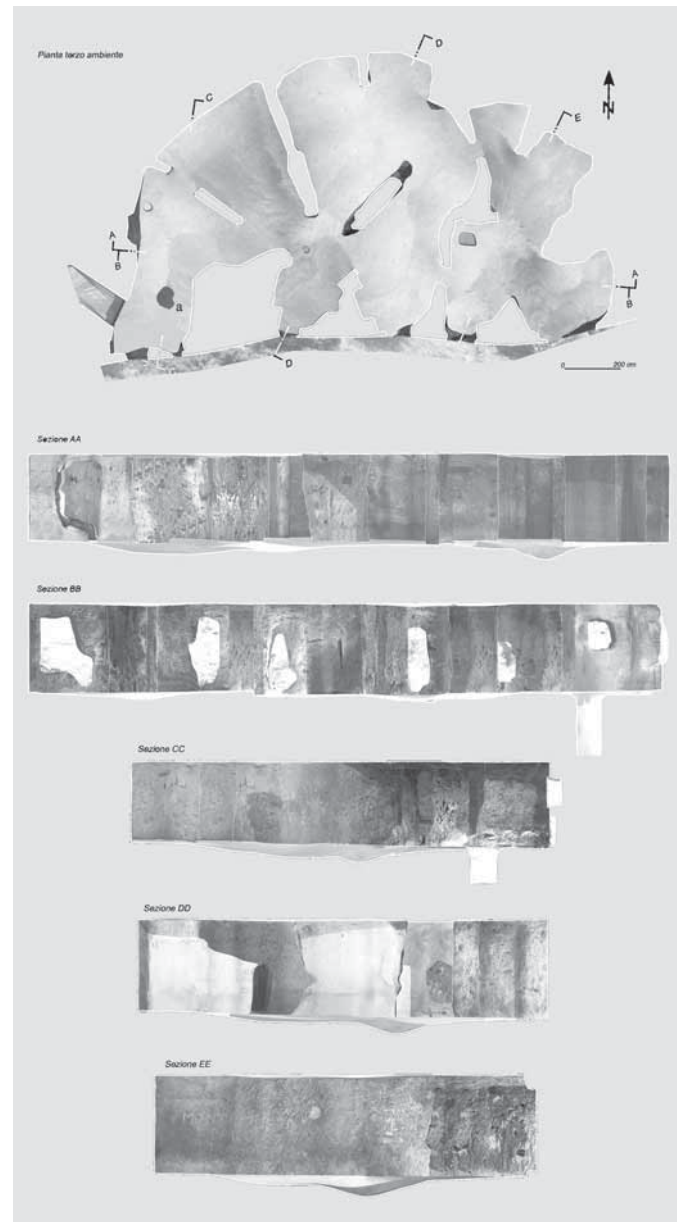 Pianta terzo ambiente
D
C
E
N
A
B
A
B
a
D
0 200 cm
Sezione AA
Sezione BB
Sezione CC
Sezione DD
Sezione EE